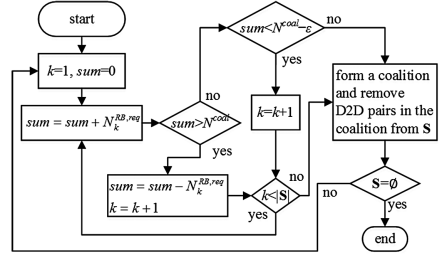 start
k=1, sum=0
sum = sum + N_k^{RB,req}
sum>N^{coal}
no
yes
sum<N^{coal}−ε
no
yes
k=k+1
sum = sum − N_k^{RB,req}
k = k + 1
k<|S|
no
yes
form a coalition
and remove
D2D pairs in the
coalition from S
S=∅
no
yes
end